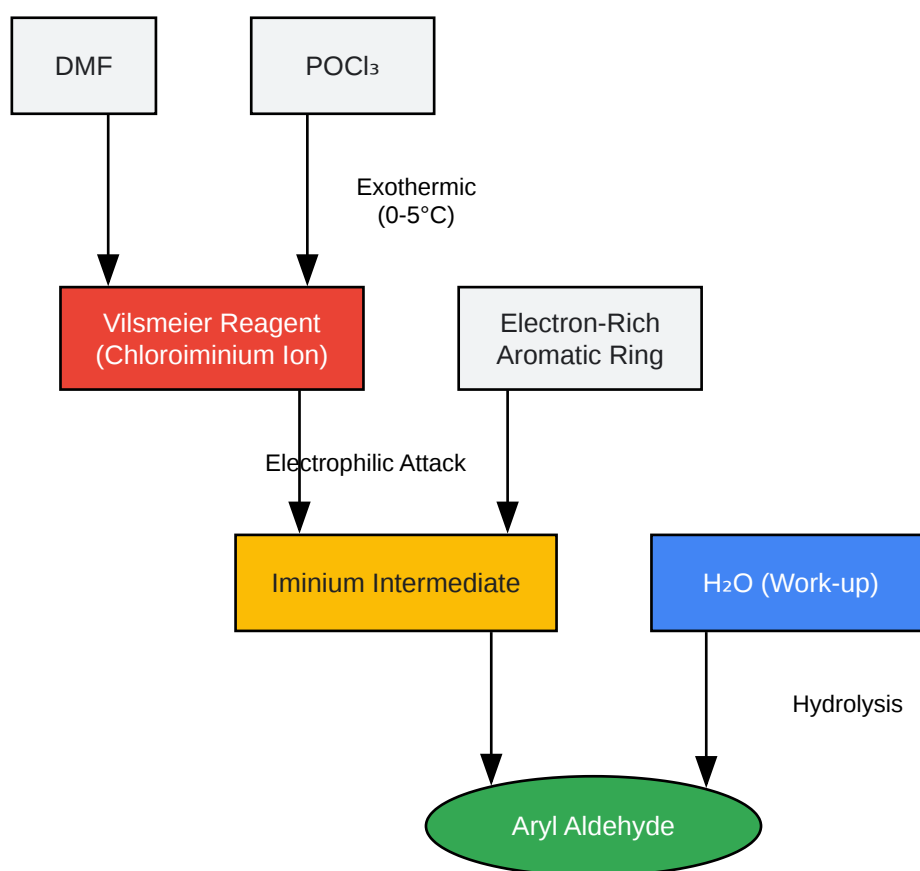 DMF
POCl₃
Exothermic
(0-5°C)
Vilsmeier Reagent
(Chloroiminium Ion)
Electron-Rich
Aromatic Ring
Electrophilic Attack
Iminium Intermediate
H₂O (Work-up)
Hydrolysis
Aryl Aldehyde